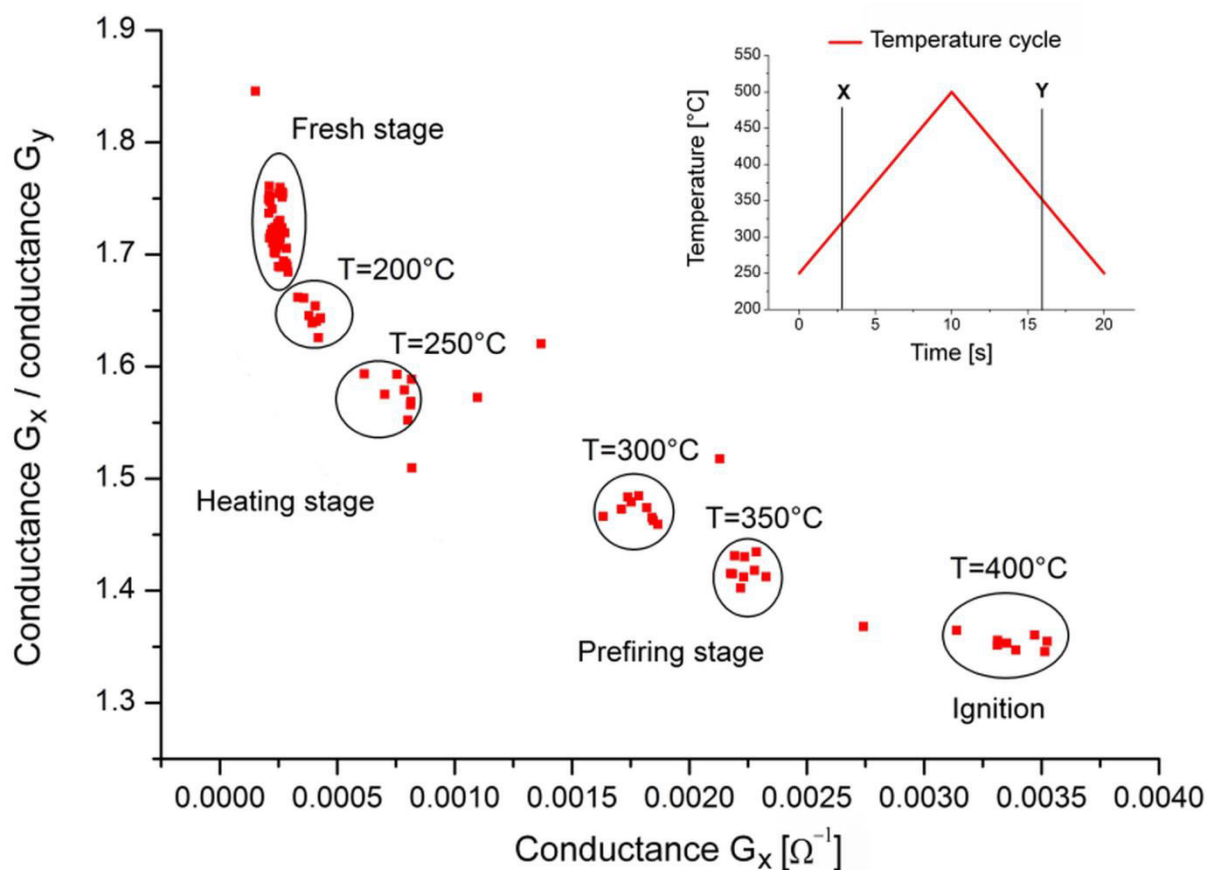 1.9
1.8
1.7
1.6
1.5
1.4
1.3
Conductance Gx / conductance Gy
Fresh stage
T=200°C
T=250°C
Heating stage
T=300°C
T=350°C
Prefiring stage
T=400°C
Ignition
Temperature cycle
550
500
450
400
350
300
250
200
Temperature [°C]
X
Y
0
5
10
15
20
Time [s]
0.0000
0.0005
0.0010
0.0015
0.0020
0.0025
0.0030
0.0035
0.0040
Conductance Gx [Ω⁻¹]